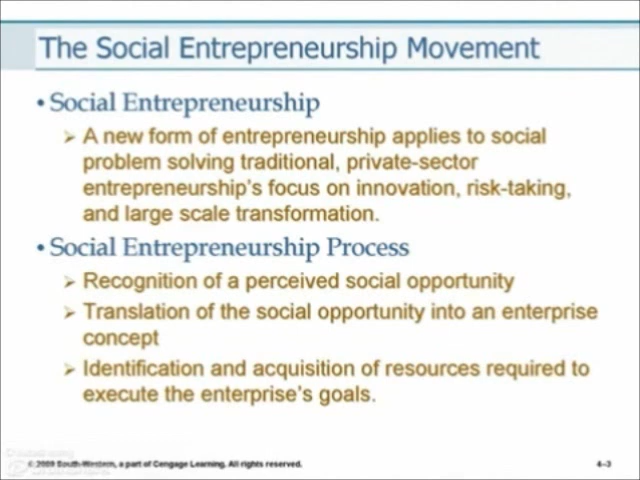 The Social Entrepreneurship Movement
• Social Entrepreneurship
➢ A new form of entrepreneurship applies to social
problem solving traditional, private-sector
entrepreneurship's focus on innovation, risk-taking,
and large scale transformation.
• Social Entrepreneurship Process
➢ Recognition of a perceived social opportunity
➢ Translation of the social opportunity into an enterprise
concept
➢ Identification and acquisition of resources required to
execute the enterprise's goals.
© 2009 South-Western, a part of Cengage Learning. All rights reserved.
4–3